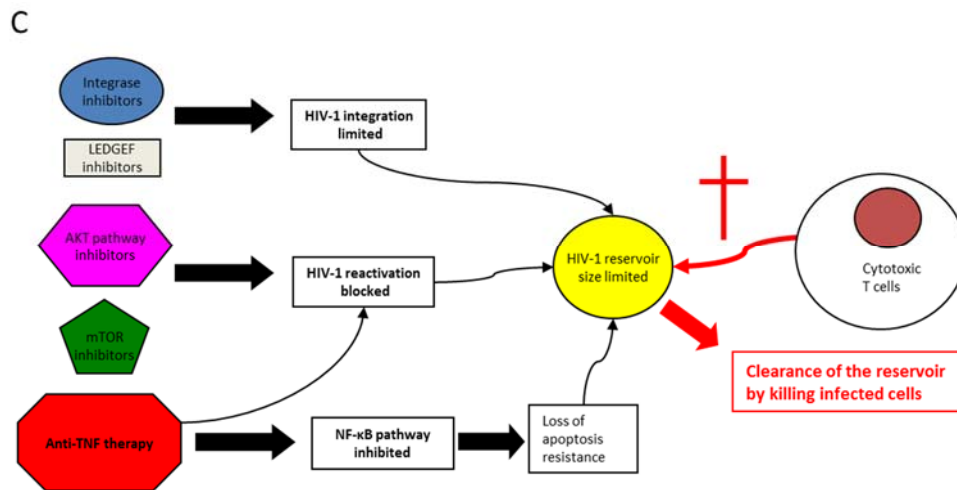 C
Integrase
inhibitors
LEDGEF
inhibitors
HIV-1 integration
limited
AKT pathway
Inhibitors
HIV-1 reactivation
blocked
HIV-1 reservoir
size limited
Cytotoxic
T cells
mTOR
inhibitors
Clearance of the reservoir
by killing infected cells
Anti-TNF therapy
NF-κB pathway
inhibited
Loss of
apoptosis
resistance